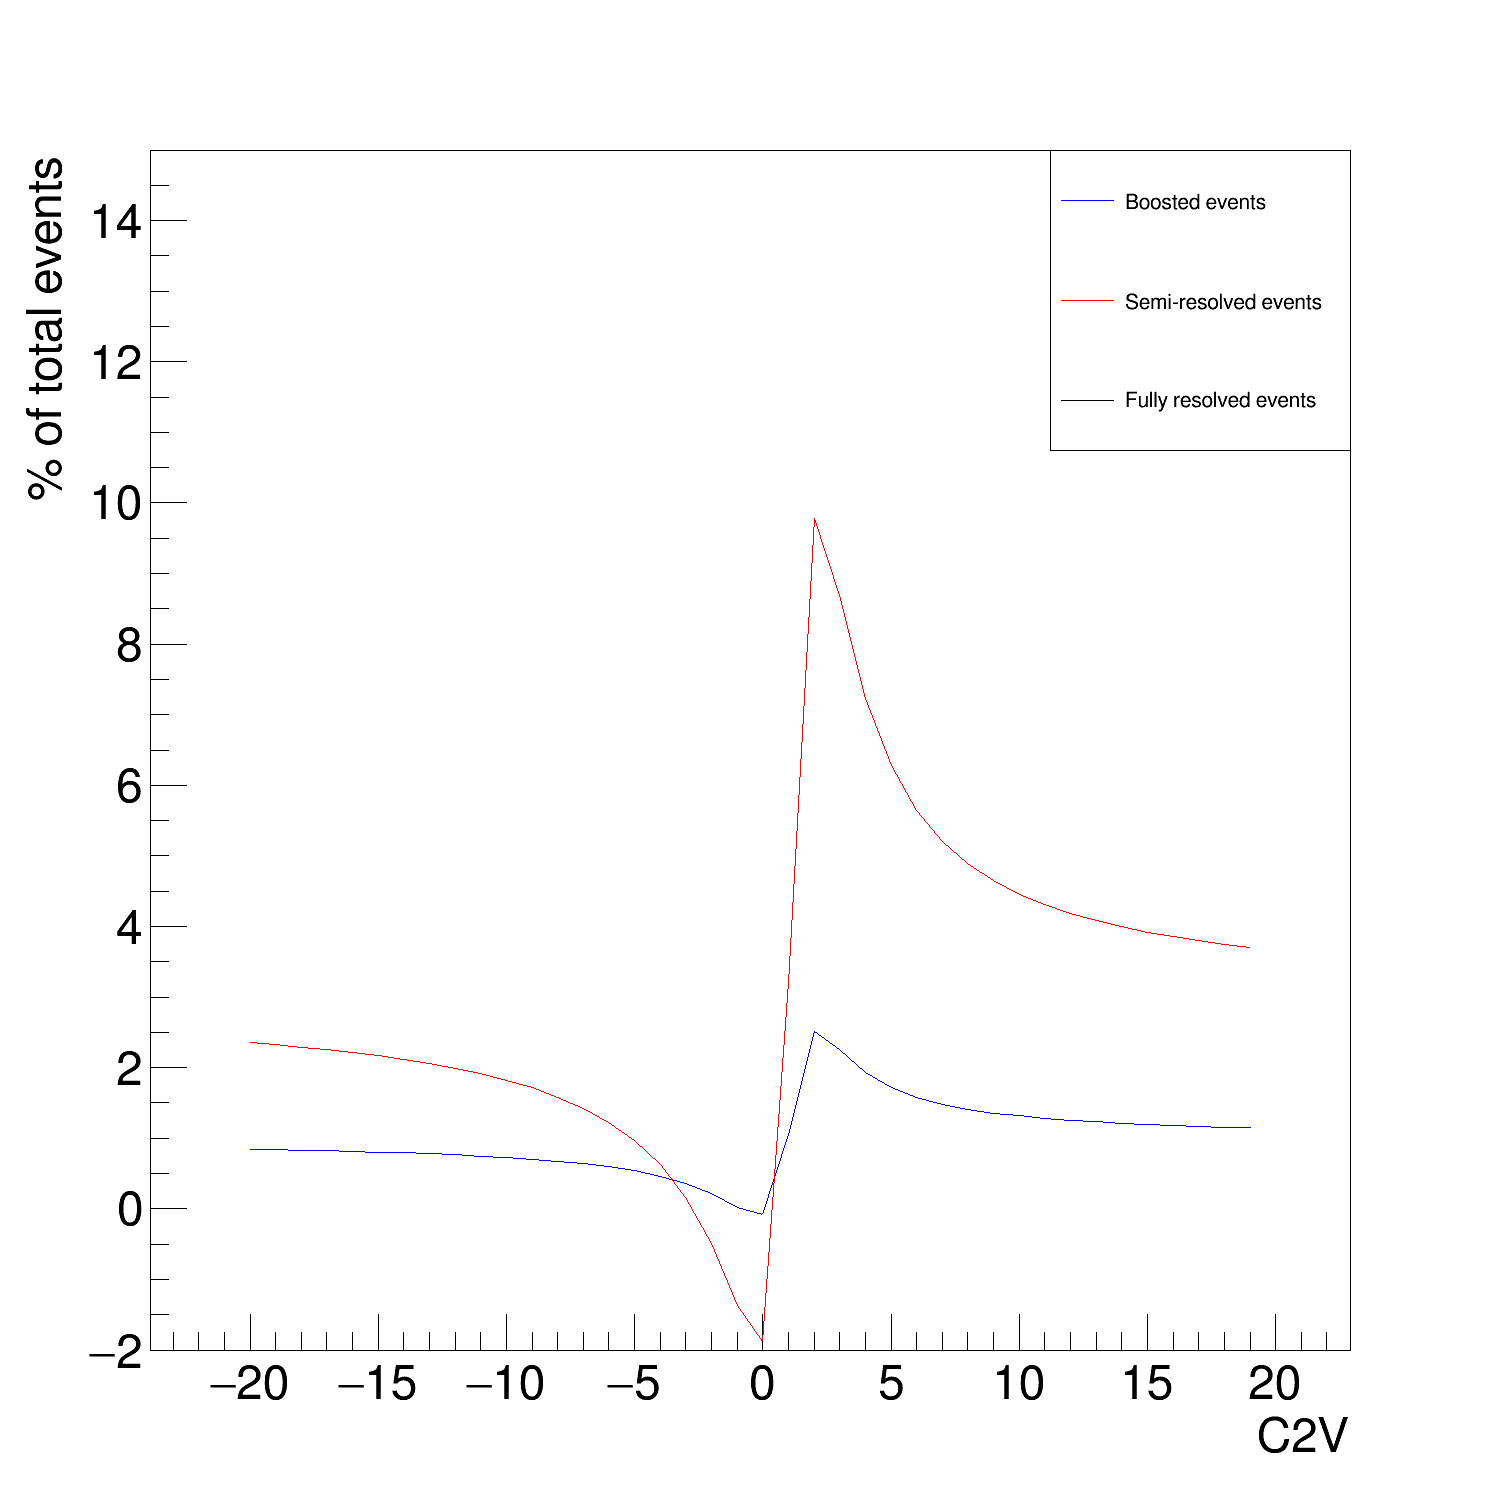 % of total events
14
12
10
8
6
4
2
0
−2
Boosted events
Semi-resolved events
Fully resolved events
−20 −15 −10 −5 0 5 10 15 20
C2V